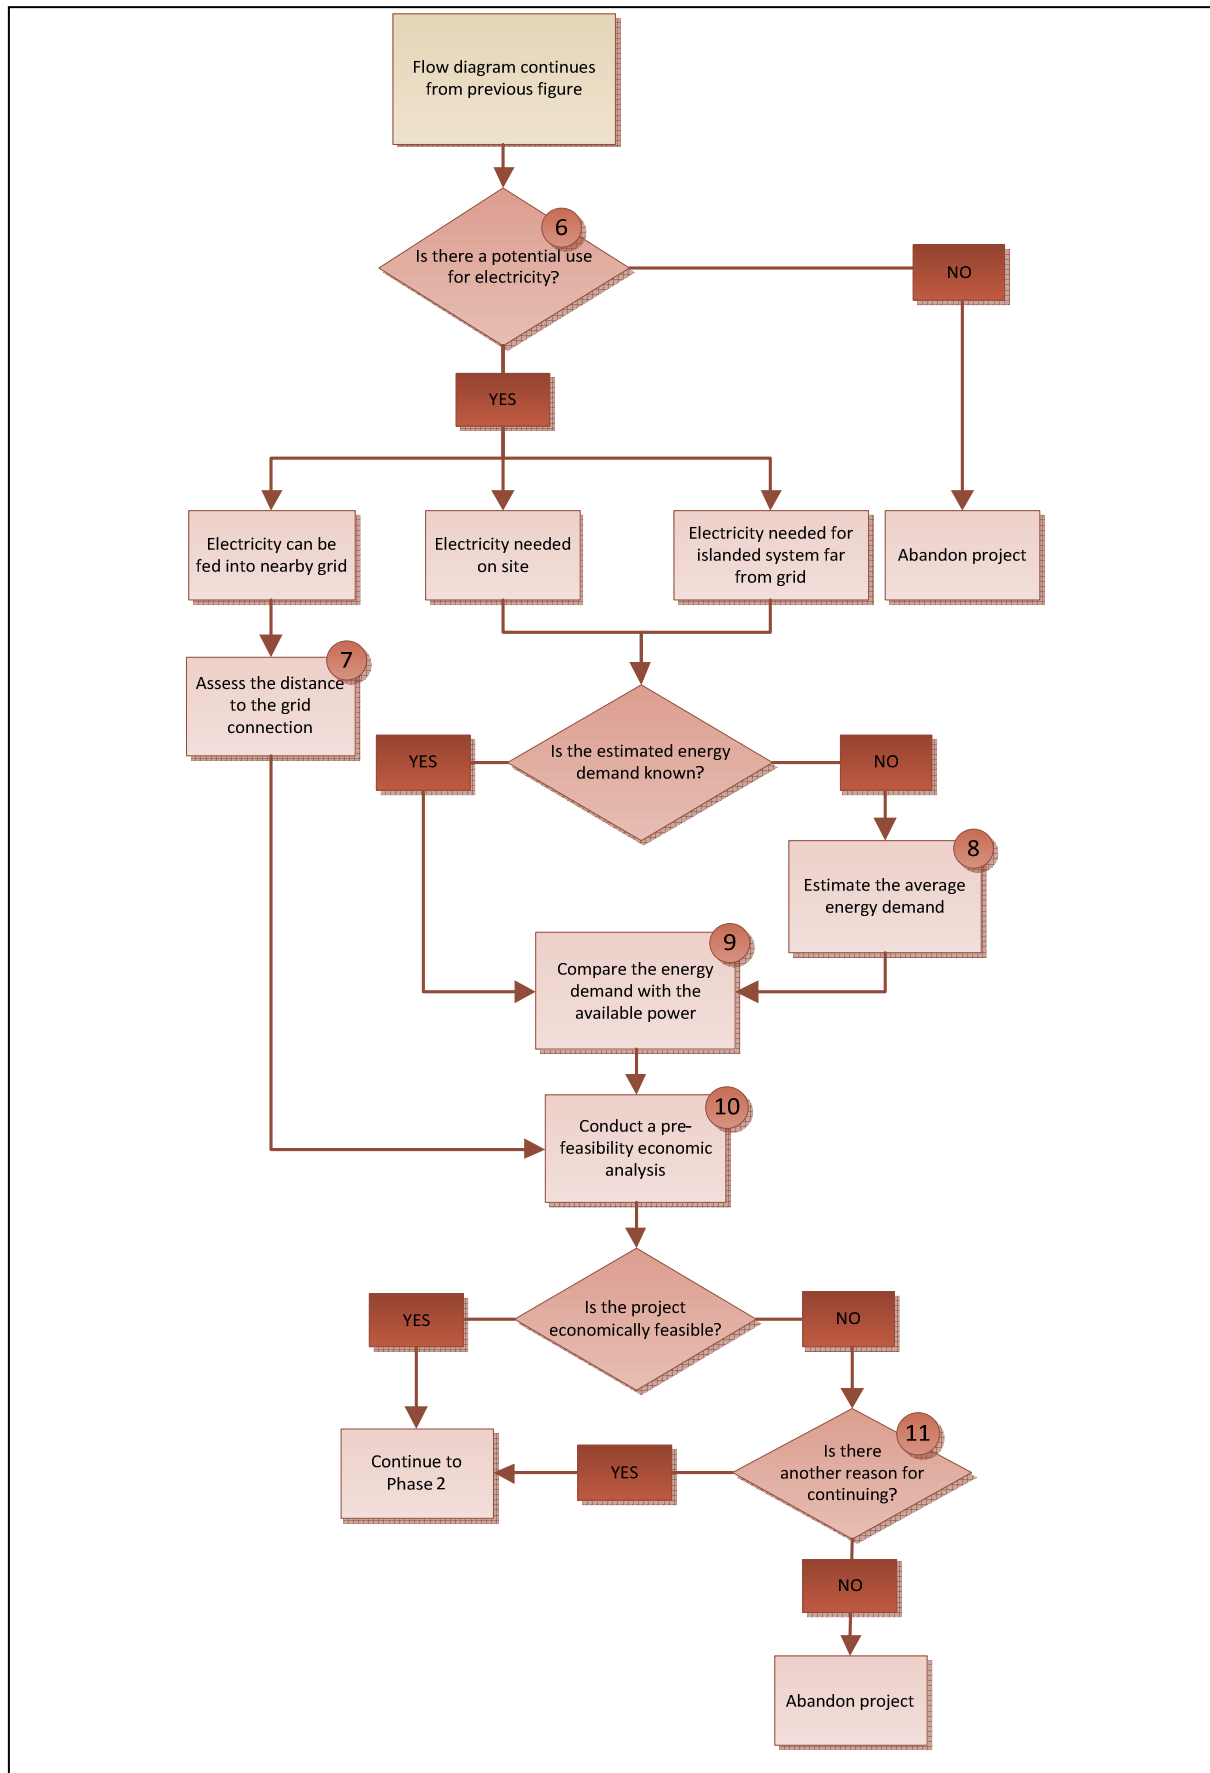 Flow diagram continues
from previous figure
6
Is there a potential use
for electricity?
NO
YES
Electricity can be
fed into nearby grid
Electricity needed
on site
Electricity needed for
islanded system far
from grid
Abandon project
7
Assess the distance
to the grid
connection
YES
Is the estimated energy
demand known?
NO
8
Estimate the average
energy demand
9
Compare the energy
demand with the
available power
10
Conduct a pre-
feasibility economic
analysis
YES
Is the project
economically feasible?
NO
11
Continue to
Phase 2
YES
Is there
another reason for
continuing?
NO
Abandon project